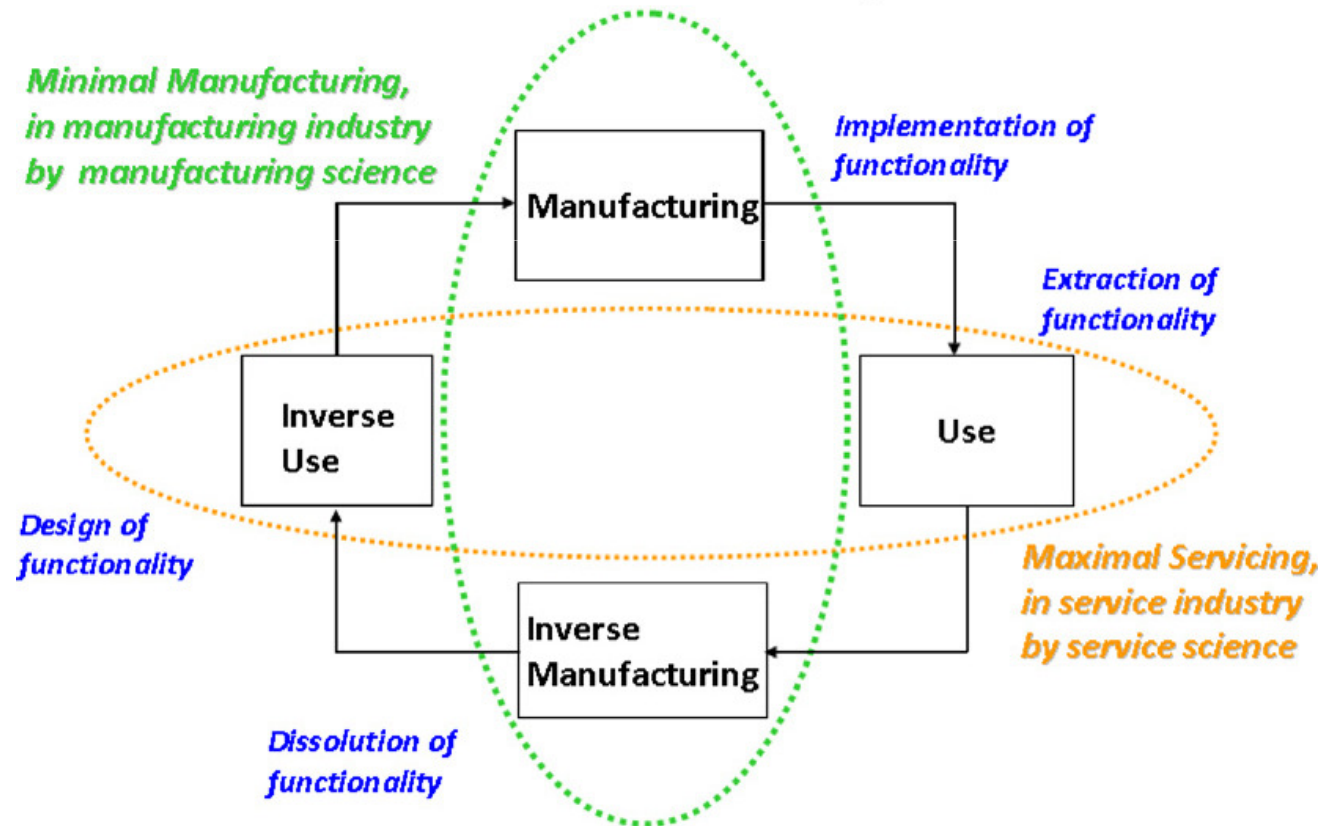 Minimal Manufacturing,
in manufacturing industry
by manufacturing science
Implementation of
functionality
Manufacturing
Extraction of
functionality
Inverse
Use
Use
Design of
functionality
Maximal Servicing,
in service industry
by service science
Inverse
Manufacturing
Dissolution of
functionality